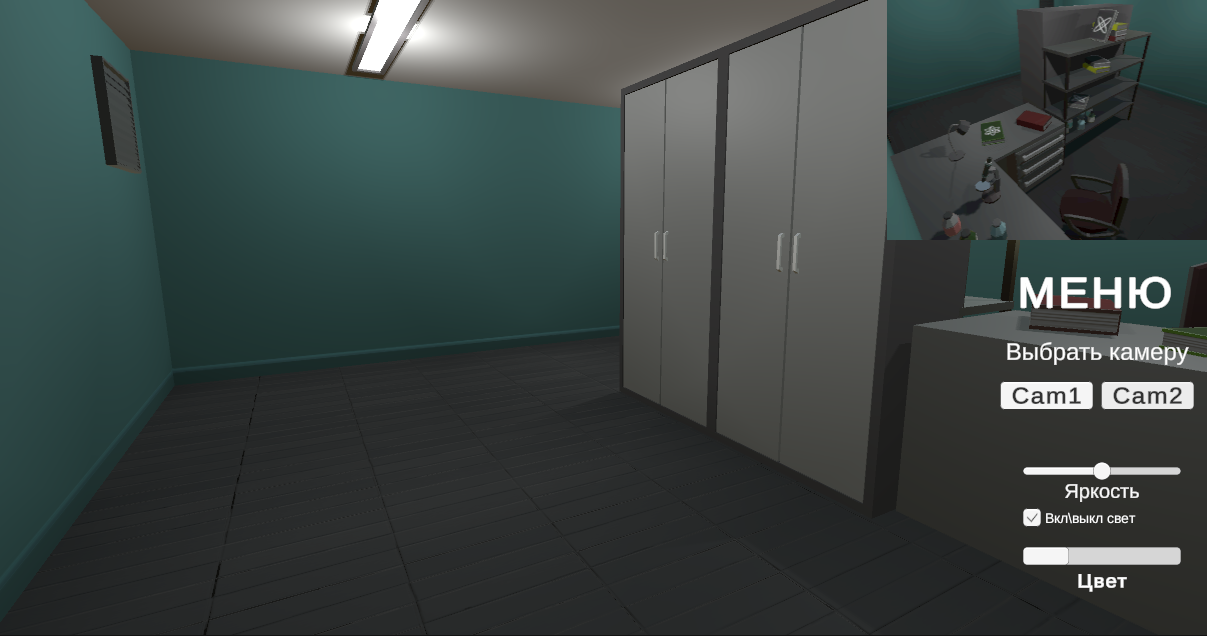 МЕНЮ
Выбрать камеру
Cam1 Cam2
Яркость
Вкл\выкл свет
Цвет